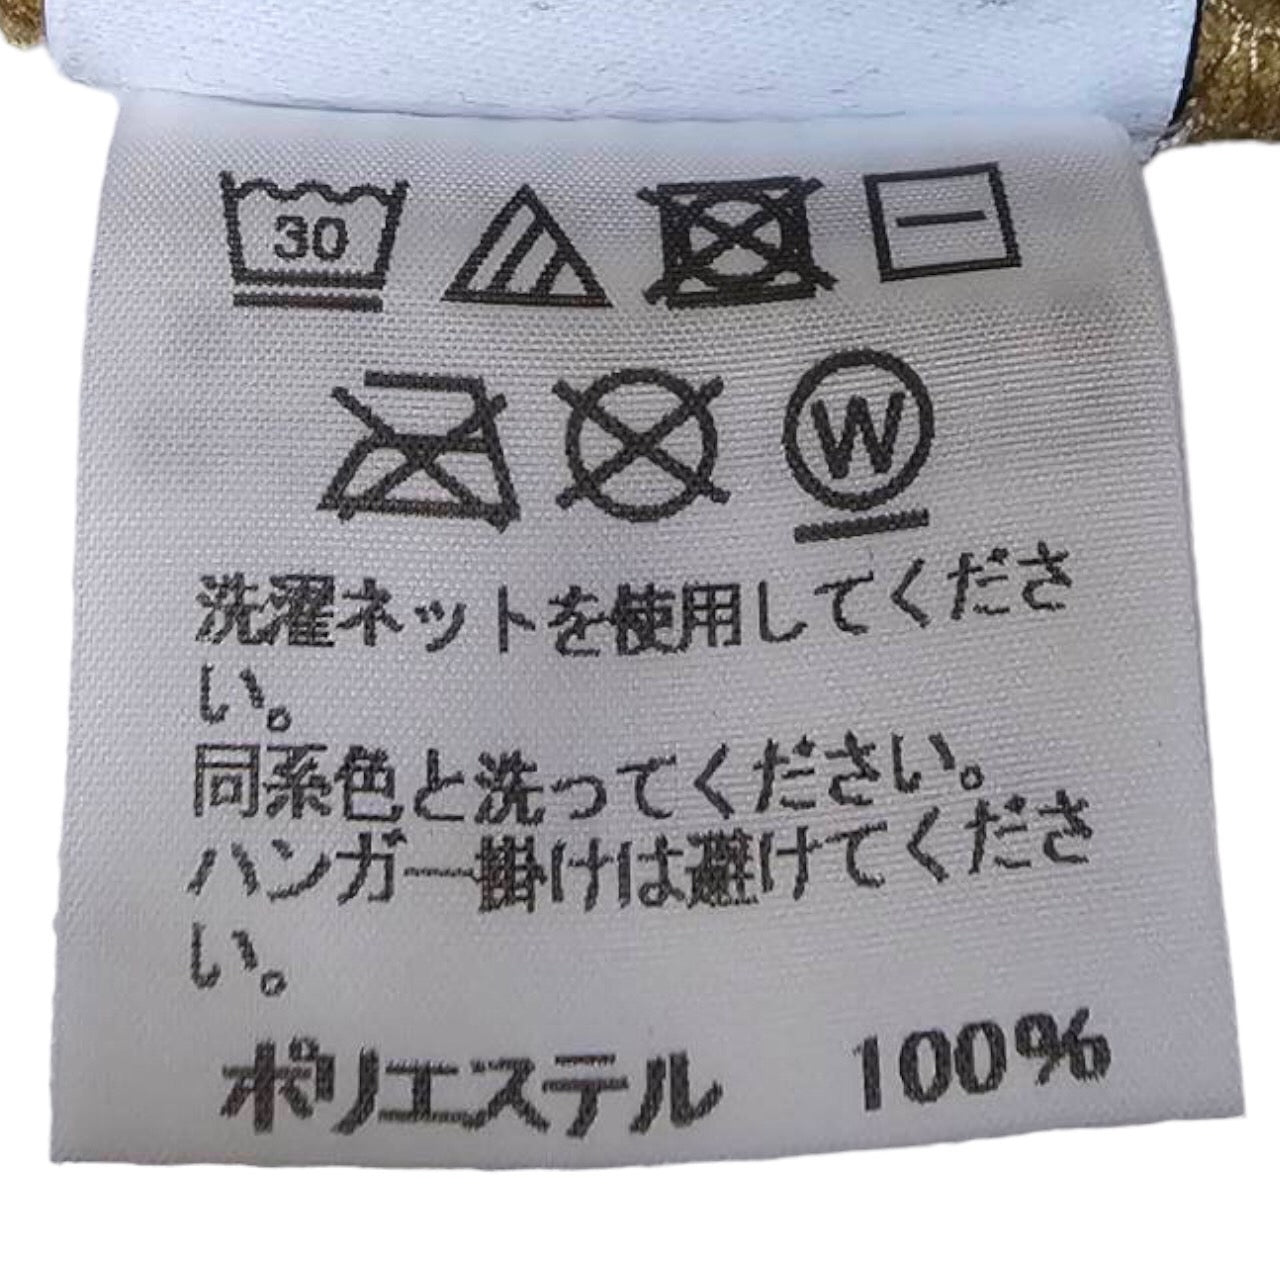 30
W
洗濯ネットを使用してくださ
い。
同系色と洗ってください。
ハンガー掛けは避けてくださ
い。
ポリエステル 100%